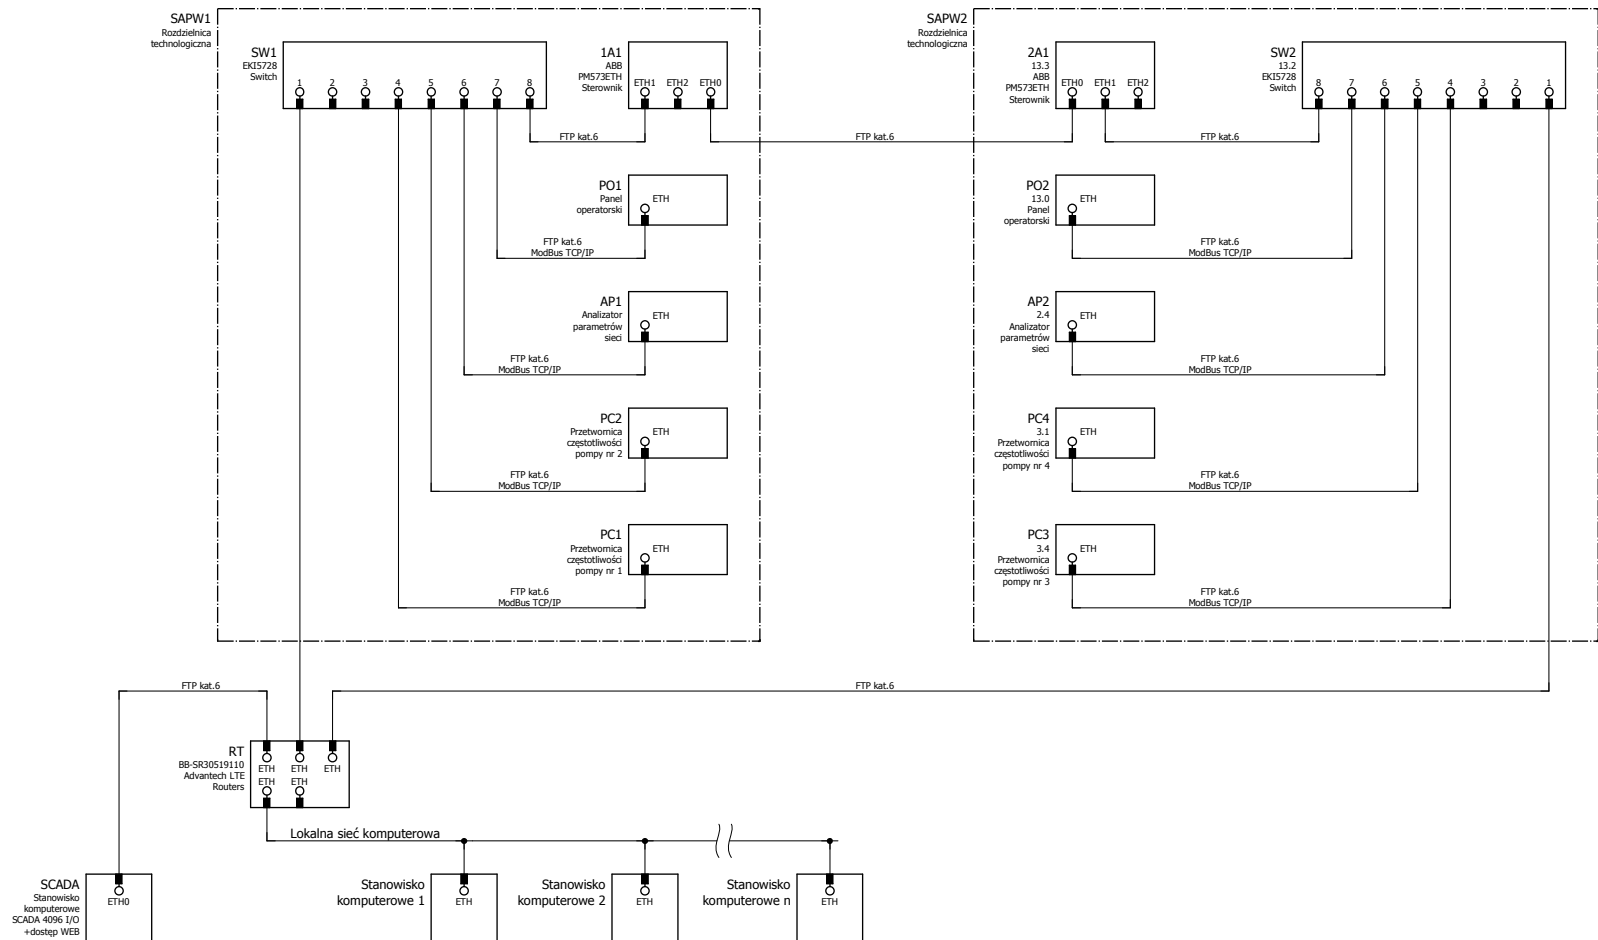 SAPW1
Rozdzielnica
technologiczna
SW1
EKI5728
Switch
1 2 3 4 5 6 7 8
1A1
ABB
PM573ETH
Sterownik
ETH1 ETH2 ETH0
FTP kat.6
FTP kat.6
PO1
Panel
operatorski
ETH
FTP kat.6
ModBus TCP/IP
AP1
Analizator
parametrów
sieci
ETH
FTP kat.6
ModBus TCP/IP
PC2
Przetwornica
częstotliwości
pompy nr 2
ETH
FTP kat.6
ModBus TCP/IP
PC1
Przetwornica
częstotliwości
pompy nr 1
ETH
FTP kat.6
ModBus TCP/IP
SAPW2
Rozdzielnica
technologiczna
2A1
13.3
ABB
PM573ETH
Sterownik
ETH0 ETH1 ETH2
SW2
13.2
EKI5728
Switch
8 7 6 5 4 3 2 1
FTP kat.6
PO2
13.0
Panel
operatorski
ETH
FTP kat.6
ModBus TCP/IP
AP2
2.4
Analizator
parametrów
sieci
ETH
FTP kat.6
ModBus TCP/IP
PC4
3.1
Przetwornica
częstotliwości
pompy nr 4
ETH
FTP kat.6
ModBus TCP/IP
PC3
3.4
Przetwornica
częstotliwości
pompy nr 3
ETH
FTP kat.6
ModBus TCP/IP
FTP kat.6
FTP kat.6
RT
BB-SR30519110
Advantech LTE
Routers
ETH ETH ETH
ETH ETH
Lokalna sieć komputerowa
SCADA
Stanowisko
komputerowe
SCADA 4096 I/O
+dostęp WEB
ETH0
Stanowisko
komputerowe 1
ETH
Stanowisko
komputerowe 2
ETH
Stanowisko
komputerowe n
ETH